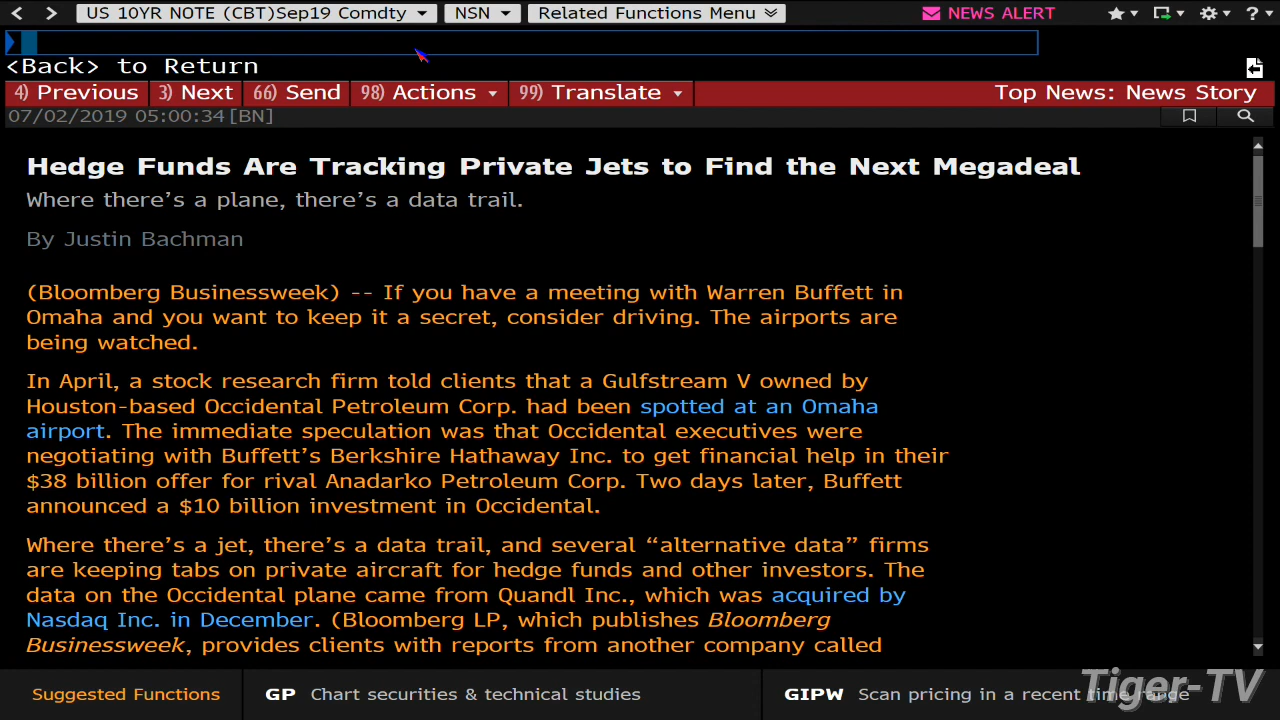 US 10YR NOTE (CBT)Sep19 Comdty NSN Related Functions Menu NEWS ALERT ?
<Back> to Return
4) Previous 3) Next 66) Send 98) Actions 99) Translate Top News: News Story
07/02/2019 05:00:34 [BN]
Hedge Funds Are Tracking Private Jets to Find the Next Megadeal
Where there's a plane, there's a data trail.
By Justin Bachman
(Bloomberg Businessweek) -- If you have a meeting with Warren Buffett in
Omaha and you want to keep it a secret, consider driving. The airports are
being watched.
In April, a stock research firm told clients that a Gulfstream V owned by
Houston-based Occidental Petroleum Corp. had been spotted at an Omaha
airport. The immediate speculation was that Occidental executives were
negotiating with Buffett's Berkshire Hathaway Inc. to get financial help in their
$38 billion offer for rival Anadarko Petroleum Corp. Two days later, Buffett
announced a $10 billion investment in Occidental.
Where there's a jet, there's a data trail, and several “alternative data” firms
are keeping tabs on private aircraft for hedge funds and other investors. The
data on the Occidental plane came from Quandl Inc., which was acquired by
Nasdaq Inc. in December. (Bloomberg LP, which publishes Bloomberg
Businessweek, provides clients with reports from another company called
Suggested Functions GP Chart securities & technical studies GIPW Scan pricing in a recent time range
Tiger-TV